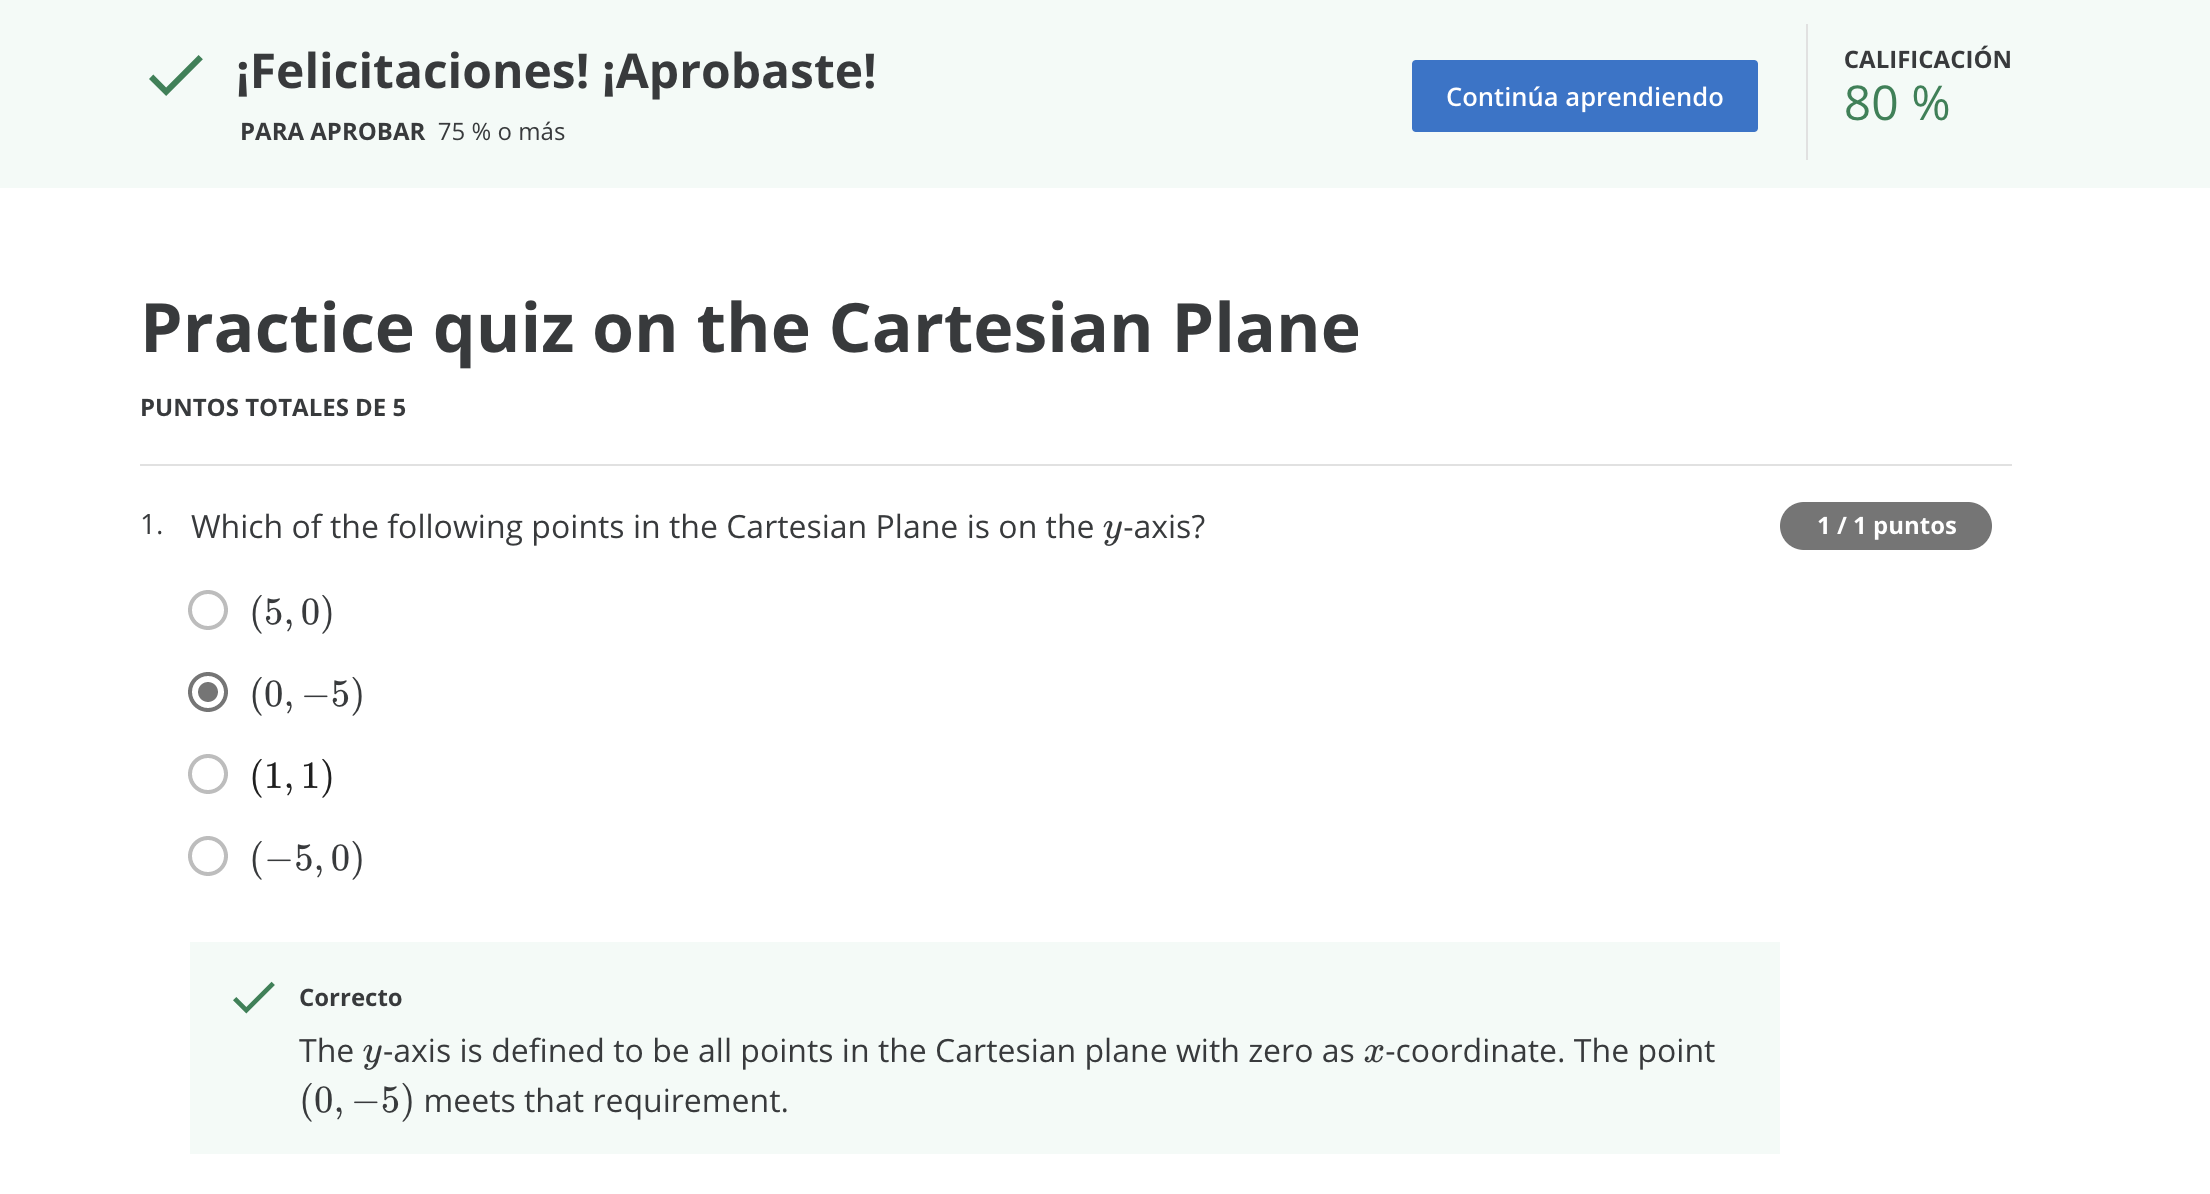 ¡Felicitaciones! ¡Aprobaste!
PARA APROBAR 75 % o más
Continúa aprendiendo
CALIFICACIÓN
80 %
Practice quiz on the Cartesian Plane
PUNTOS TOTALES DE 5
1. Which of the following points in the Cartesian Plane is on the y-axis?
1 / 1 puntos
(5, 0)
(0, −5)
(1, 1)
(−5, 0)
Correcto
The y-axis is defined to be all points in the Cartesian plane with zero as x-coordinate. The point
(0, −5) meets that requirement.